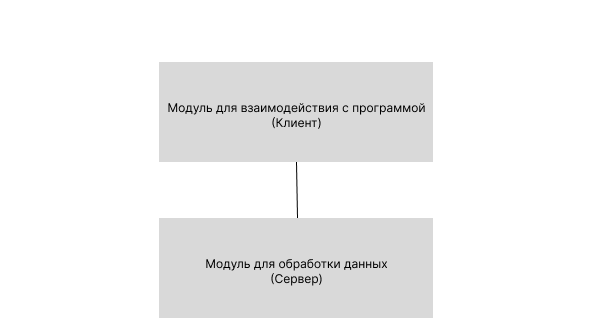 Модуль для взаимодействия с программой
(Клиент)
Модуль для обработки данных
(Сервер)